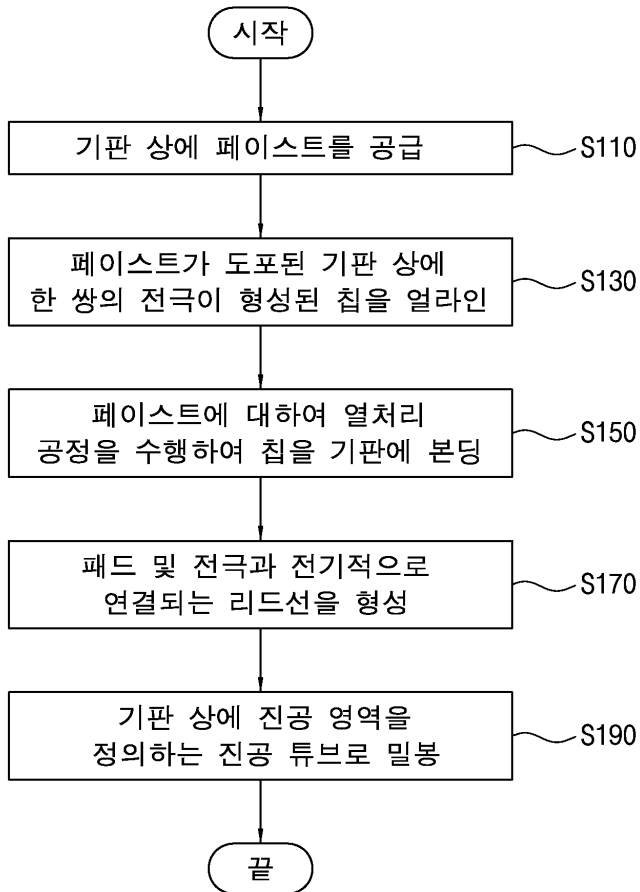 시작
기판 상에 페이스트를 공급
S110
페이스트가 도포된 기판 상에
한 쌍의 전극이 형성된 칩을 얼라인
S130
페이스트에 대하여 열처리
공정을 수행하여 칩을 기판에 본딩
S150
패드 및 전극과 전기적으로
연결되는 리드선을 형성
S170
기판 상에 진공 영역을
정의하는 진공 튜브로 밀봉
S190
끝